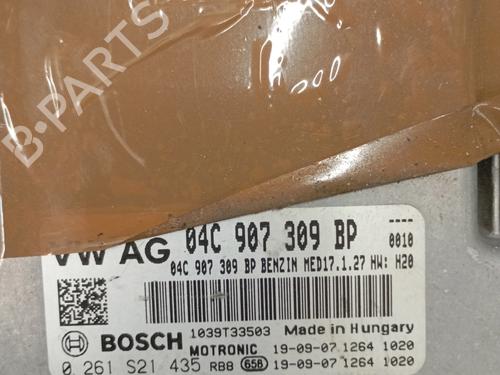 B-PARTS
VW AG 04C 907 309 BP ----
0010
04C 907 309 BP BENZIN MED17.1.27 HW: H20
BOSCH 1039T33503 Made in Hungary
MOTRONIC 19-09-07 1264 1020
0 261 S21 435 RB8 658 19-09-07 1264 1020